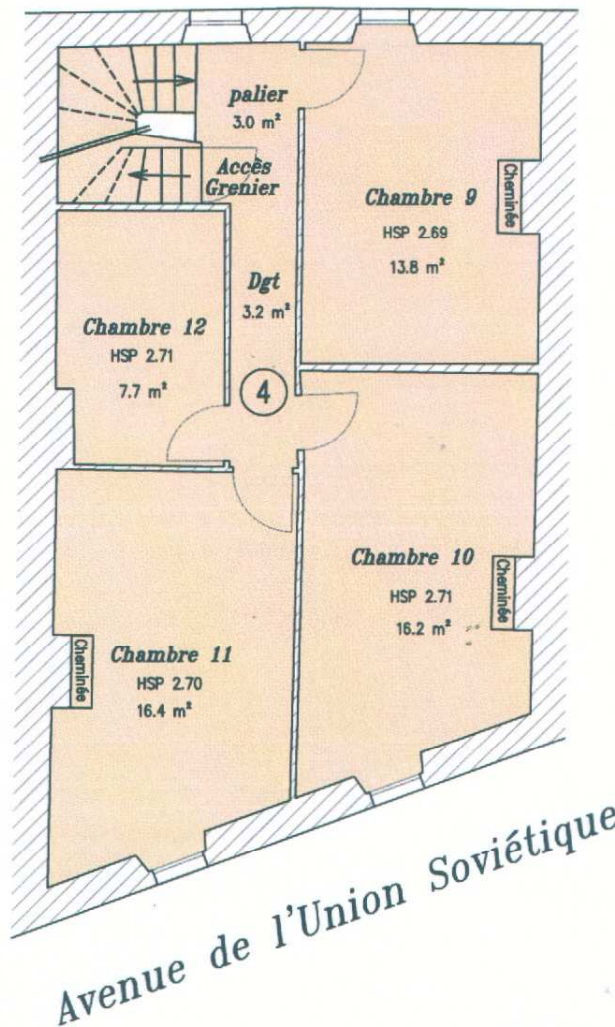 palier
3.0 m²
Accès
Grenier
Chambre 9
HSP 2.69
13.8 m²
Cheminée
Dgt
3.2 m²
Chambre 12
HSP 2.71
7.7 m²
4
Chambre 10
HSP 2.71
16.2 m²
Cheminée
Chambre 11
HSP 2.70
16.4 m²
Cheminée
Avenue de l'Union Soviétique